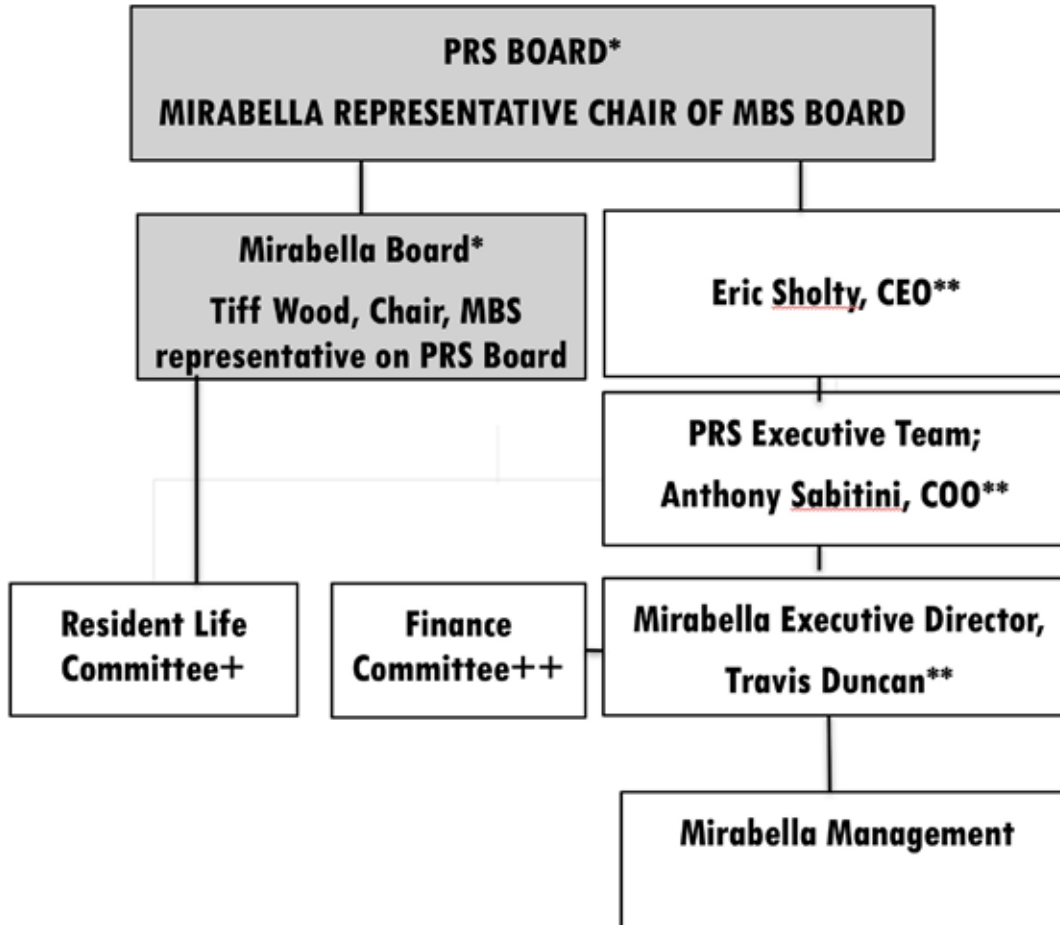 PRS BOARD*
MIRABELLA REPRESENTATIVE CHAIR OF MBS BOARD
Mirabella Board*
Tiff Wood, Chair, MBS
representative on PRS Board
Eric Sholty, CEO**
PRS Executive Team;
Anthony Sabitini, COO**
Resident Life
Committee+
Finance
Committee++
Mirabella Executive Director,
Travis Duncan**
Mirabella Management